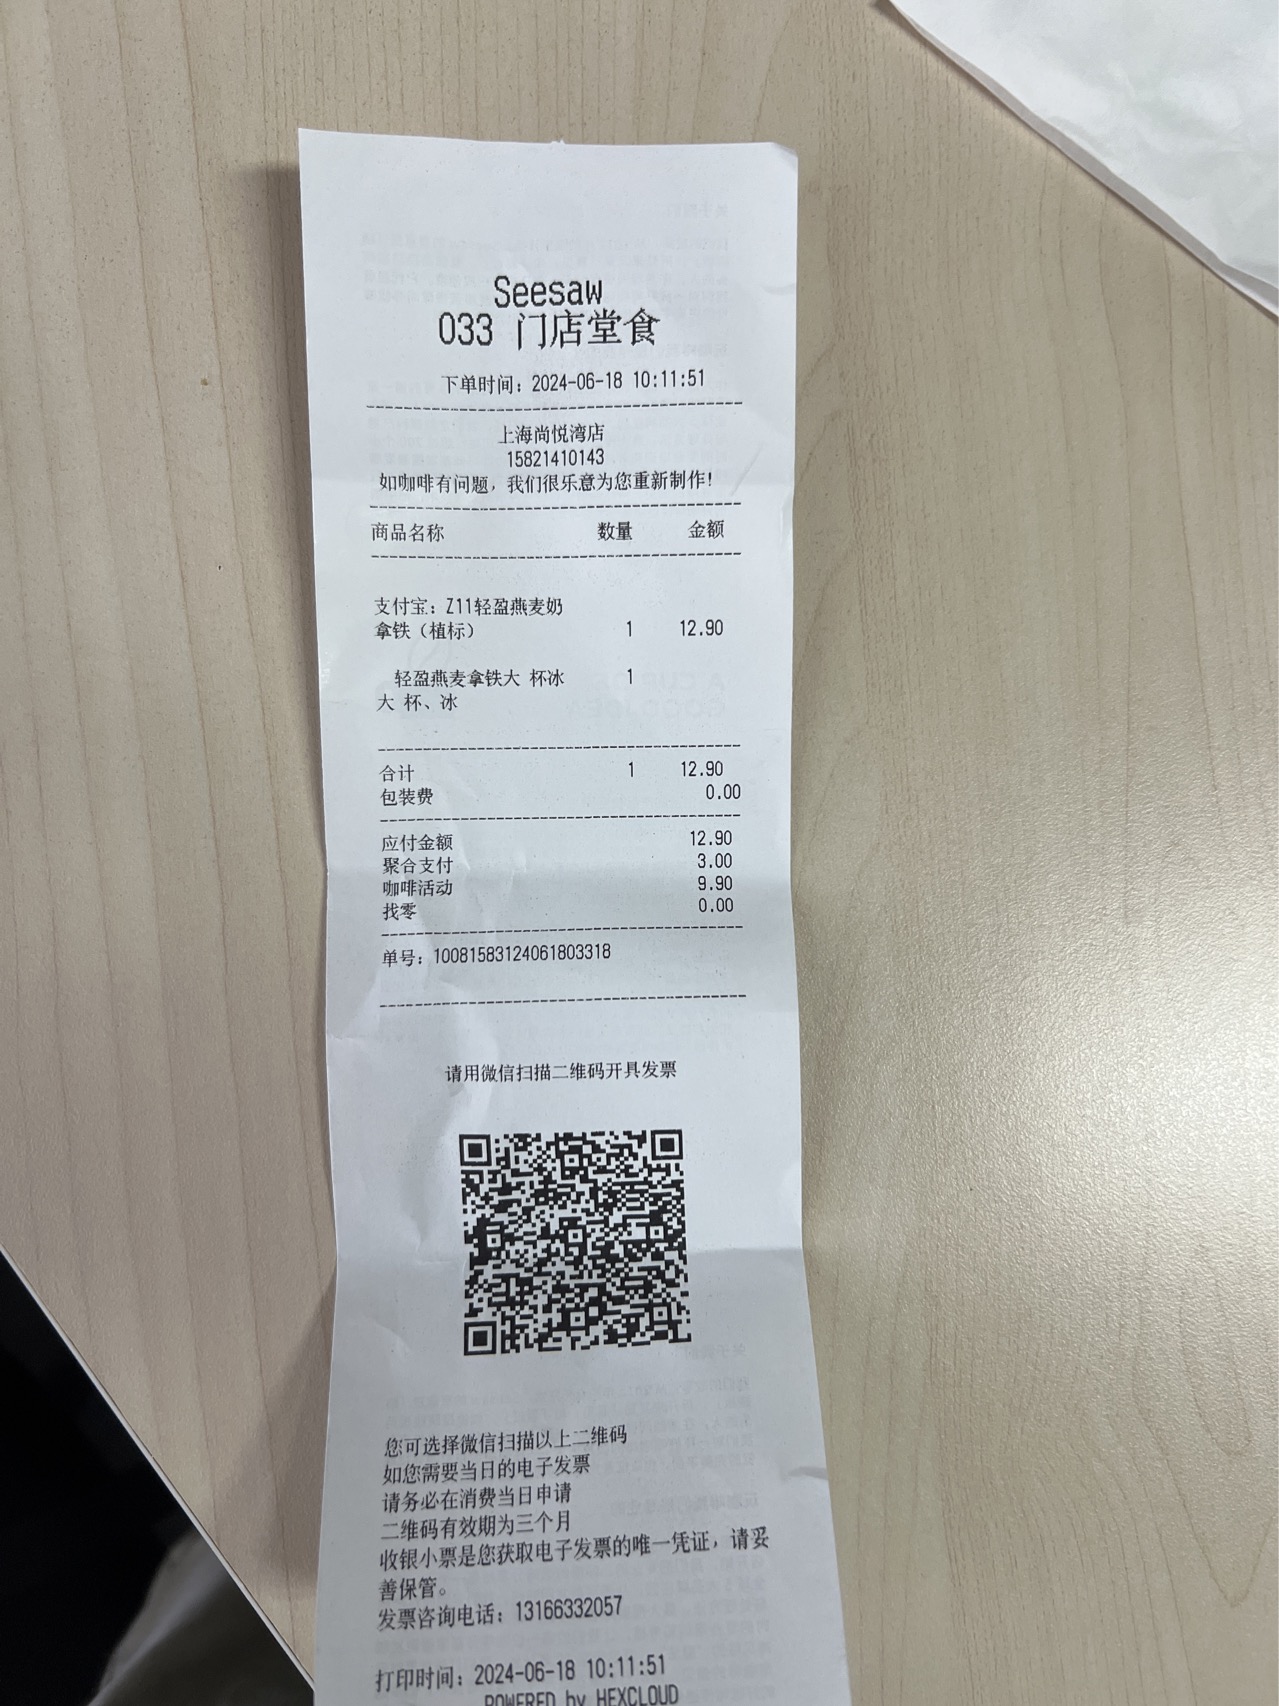 Seesaw
033 门店堂食
下单时间：2024-06-18 10:11:51
上海尚悦湾店
15821410143
如咖啡有问题，我们很乐意为您重新制作！
商品名称 数量 金额
支付宝：Z11轻盈燕麦奶
拿铁（植标） 1 12.90
轻盈燕麦拿铁大 杯冰 1
大 杯、冰
合计 1 12.90
包装费 0.00
应付金额 12.90
聚合支付 3.00
咖啡活动 9.90
找零 0.00
单号：10081583124061803318
请用微信扫描二维码开具发票
您可选择微信扫描以上二维码
如您需要当日的电子发票
请务必在消费当日申请
二维码有效期为三个月
收银小票是您获取电子发票的唯一凭证，请妥
善保管。
发票咨询电话：13166332057
打印时间：2024-06-18 10:11:51
POWERED by HEXCLOUD